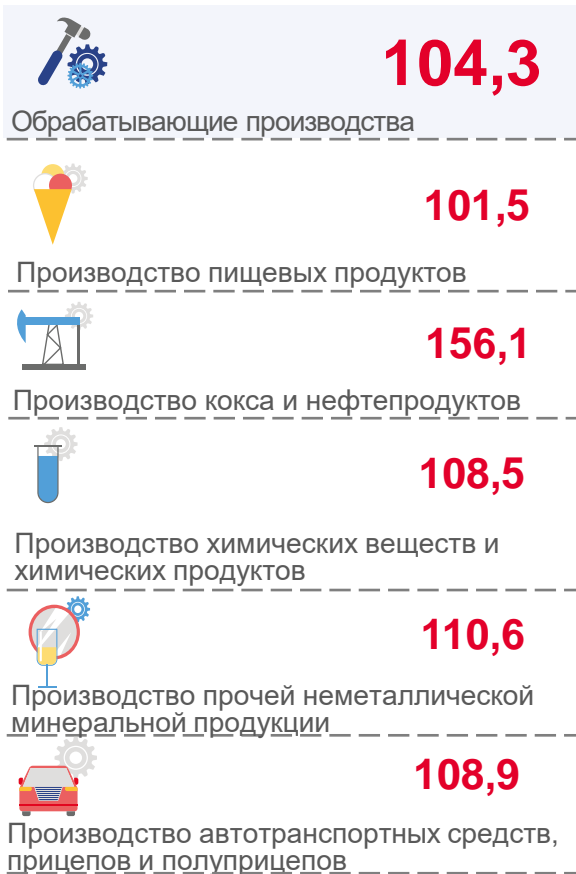 104,3
Обрабатывающие производства
101,5
Производство пищевых продуктов
156,1
Производство кокса и нефтепродуктов
108,5
Производство химических веществ и
химических продуктов
110,6
Производство прочей неметаллической
минеральной продукции
108,9
Производство автотранспортных средств,
прицепов и полуприцепов